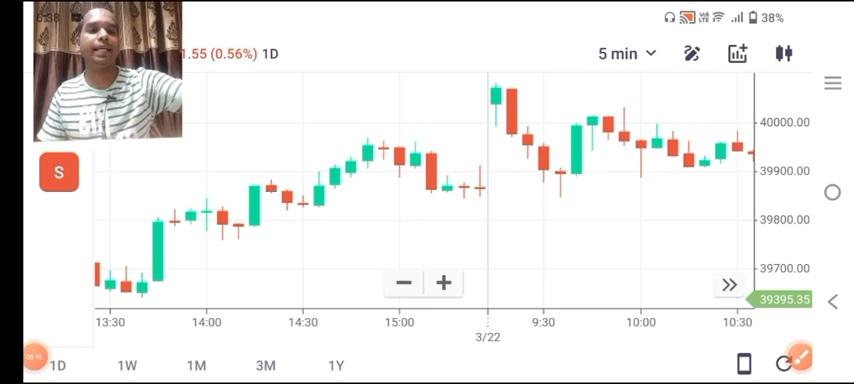 6:38 38%
1.55 (0.56%) 1D 5 min
S
40000.00
39900.00
39800.00
39700.00
39395.35
13:30 14:00 14:30 15:00 9:30 10:00 10:30
3/22
1D 1W 1M 3M 1Y